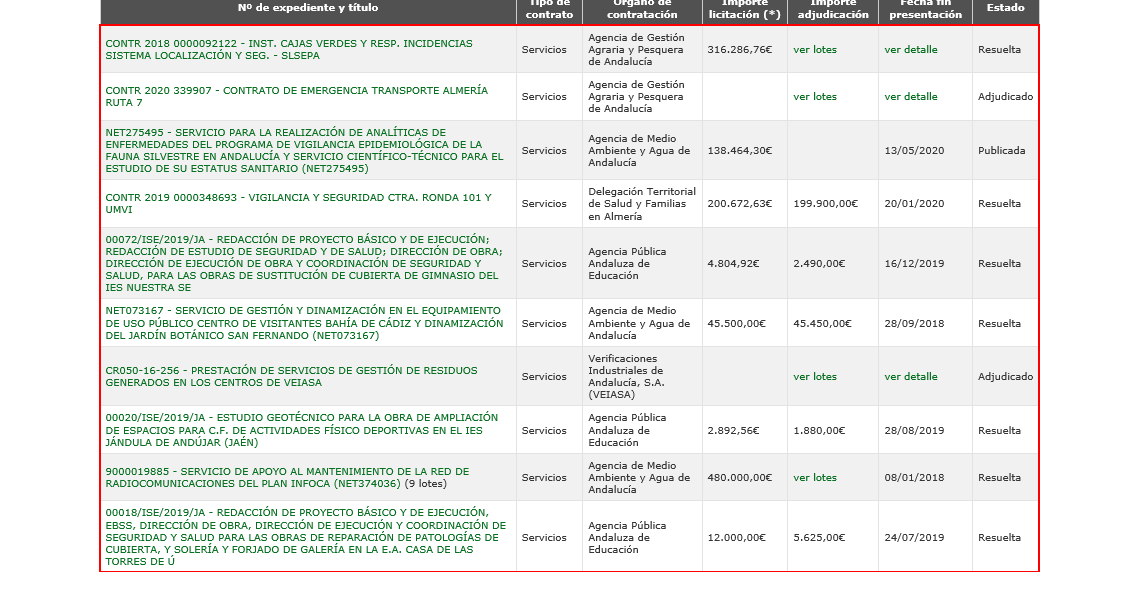 Nº de expediente y título
Tipo de
contrato
Órgano de
contratación
Importe
licitación (*)
Importe
adjudicación
Fecha fin
presentación
Estado
CONTR 2018 0000092122 - INST. CAJAS VERDES Y RESP. INCIDENCIAS
SISTEMA LOCALIZACIÓN Y SEG. - SLSEPA
Servicios
Agencia de Gestión
Agraria y Pesquera
de Andalucía
316.286,76€
ver lotes
ver detalle
Resuelta
CONTR 2020 339907 - CONTRATO DE EMERGENCIA TRANSPORTE ALMERÍA
RUTA 7
Servicios
Agencia de Gestión
Agraria y Pesquera
de Andalucía
ver lotes
ver detalle
Adjudicado
NET275495 - SERVICIO PARA LA REALIZACIÓN DE ANALÍTICAS DE
ENFERMEDADES DEL PROGRAMA DE VIGILANCIA EPIDEMIOLÓGICA DE LA
FAUNA SILVESTRE EN ANDALUCÍA Y SERVICIO CIENTÍFICO-TÉCNICO PARA EL
ESTUDIO DE SU ESTATUS SANITARIO (NET275495)
Servicios
Agencia de Medio
Ambiente y Agua de
Andalucía
138.464,30€
13/05/2020
Publicada
CONTR 2019 0000348693 - VIGILANCIA Y SEGURIDAD CTRA. RONDA 101 Y
UMVI
Servicios
Delegación Territorial
de Salud y Familias
en Almería
200.672,63€
199.900,00€
20/01/2020
Resuelta
00072/ISE/2019/JA - REDACCIÓN DE PROYECTO BÁSICO Y DE EJECUCIÓN;
REDACCIÓN DE ESTUDIO DE SEGURIDAD Y DE SALUD; DIRECCIÓN DE OBRA;
DIRECCIÓN DE EJECUCIÓN DE OBRA Y COORDINACIÓN DE SEGURIDAD Y
SALUD, PARA LAS OBRAS DE SUSTITUCIÓN DE CUBIERTA DE GIMNASIO DEL
IES NUESTRA SE
Servicios
Agencia Pública
Andaluza de
Educación
4.804,92€
2.490,00€
16/12/2019
Resuelta
NET073167 - SERVICIO DE GESTIÓN Y DINAMIZACIÓN EN EL EQUIPAMIENTO
DE USO PÚBLICO CENTRO DE VISITANTES BAHÍA DE CÁDIZ Y DINAMIZACIÓN
DEL JARDÍN BOTÁNICO SAN FERNANDO (NET073167)
Servicios
Agencia de Medio
Ambiente y Agua de
Andalucía
45.500,00€
45.450,00€
28/09/2018
Resuelta
CR050-16-256 - PRESTACIÓN DE SERVICIOS DE GESTIÓN DE RESIDUOS
GENERADOS EN LOS CENTROS DE VEIASA
Servicios
Verificaciones
Industriales de
Andalucía, S.A.
(VEIASA)
ver lotes
ver detalle
Adjudicado
00020/ISE/2019/JA - ESTUDIO GEOTÉCNICO PARA LA OBRA DE AMPLIACIÓN
DE ESPACIOS PARA C.F. DE ACTIVIDADES FÍSICO DEPORTIVAS EN EL IES
JÁNDULA DE ANDÚJAR (JAÉN)
Servicios
Agencia Pública
Andaluza de
Educación
2.892,56€
1.880,00€
28/08/2019
Resuelta
9000019885 - SERVICIO DE APOYO AL MANTENIMIENTO DE LA RED DE
RADIOCOMUNICACIONES DEL PLAN INFOCA (NET374036) (9 lotes)
Servicios
Agencia de Medio
Ambiente y Agua de
Andalucía
480.000,00€
ver lotes
08/01/2018
Resuelta
00018/ISE/2019/JA - REDACCIÓN DE PROYECTO BÁSICO Y DE EJECUCIÓN,
EBSS, DIRECCIÓN DE OBRA, DIRECCIÓN DE EJECUCIÓN Y COORDINACIÓN DE
SEGURIDAD Y SALUD PARA LAS OBRAS DE REPARACIÓN DE PATOLOGÍAS DE
CUBIERTA, Y SOLERÍA Y FORJADO DE GALERÍA EN LA E.A. CASA DE LAS
TORRES DE Ú
Servicios
Agencia Pública
Andaluza de
Educación
12.000,00€
5.625,00€
24/07/2019
Resuelta